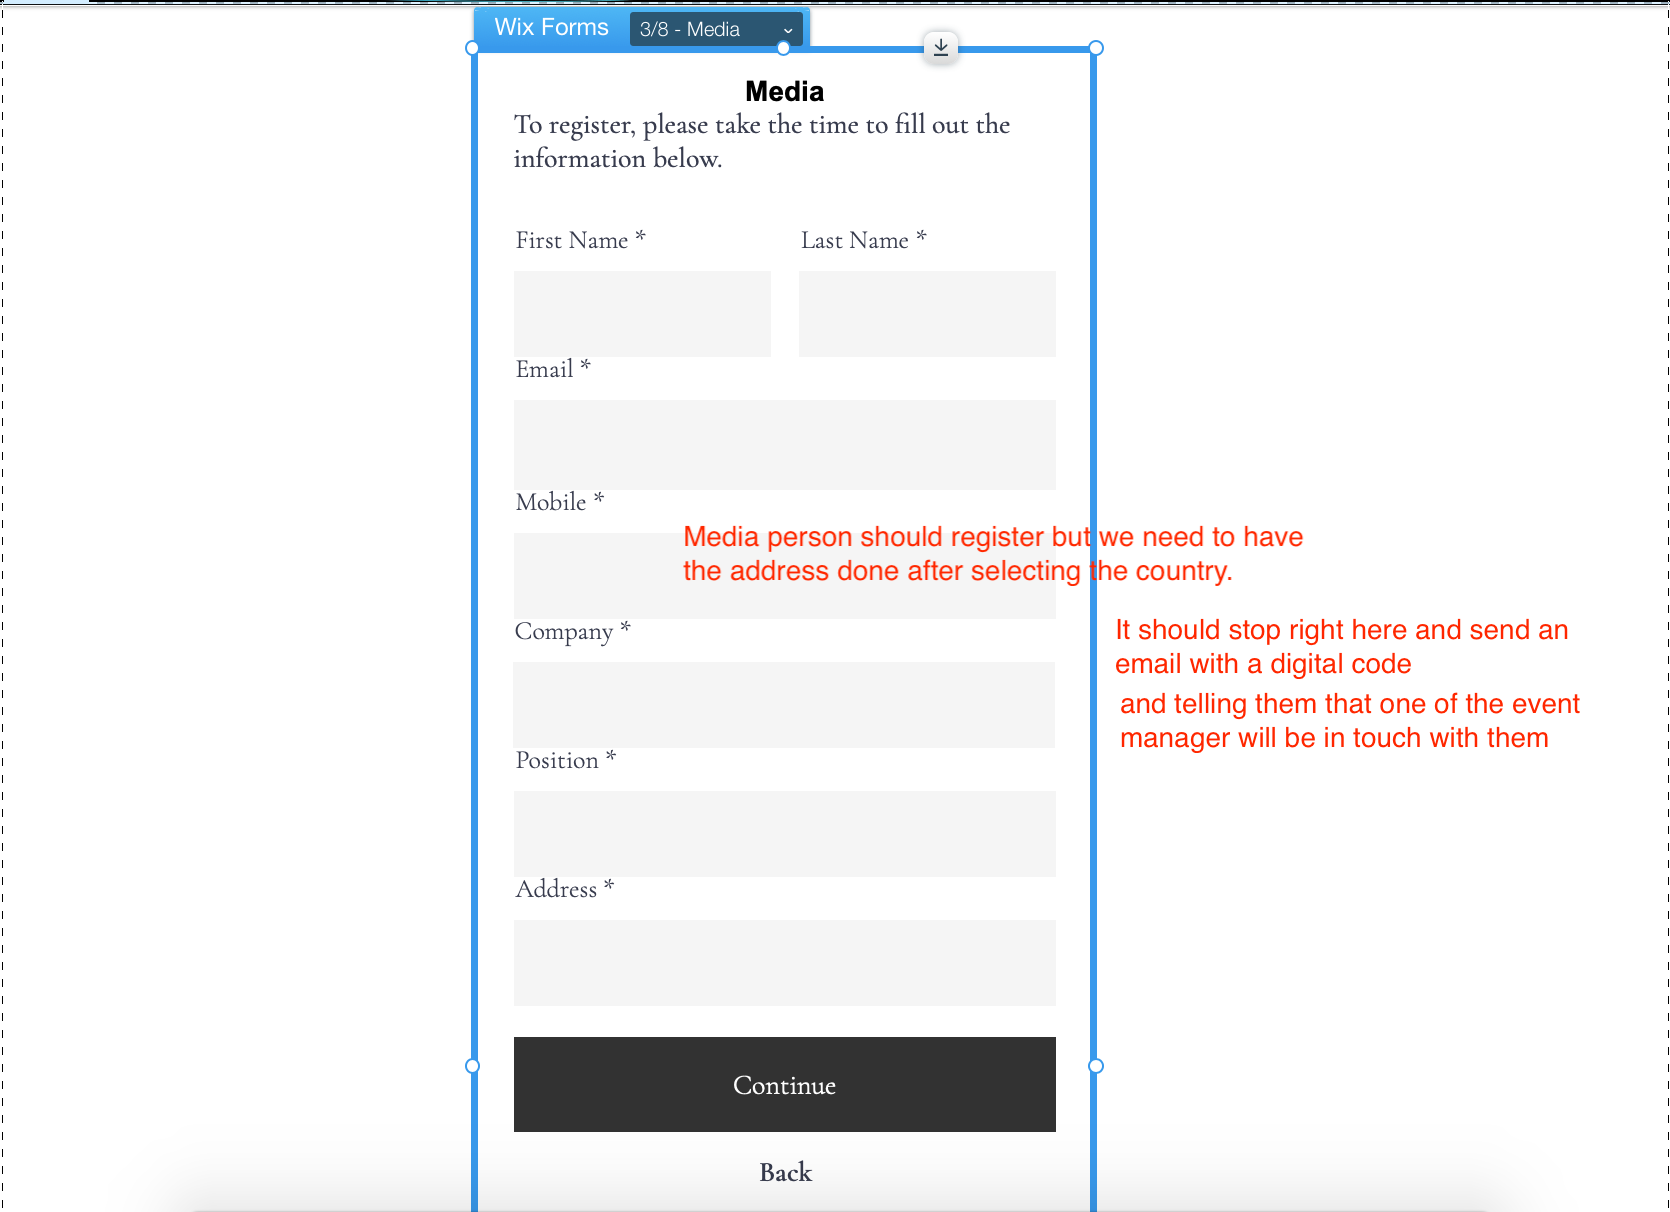 Wix Forms 3/8 - Media
Media
To register, please take the time to fill out the
information below.
First Name * Last Name *
Email *
Mobile *
Media person should register but we need to have
the address done after selecting the country.
Company *
It should stop right here and send an
email with a digital code
and telling them that one of the event
manager will be in touch with them
Position *
Address *
Continue
Back